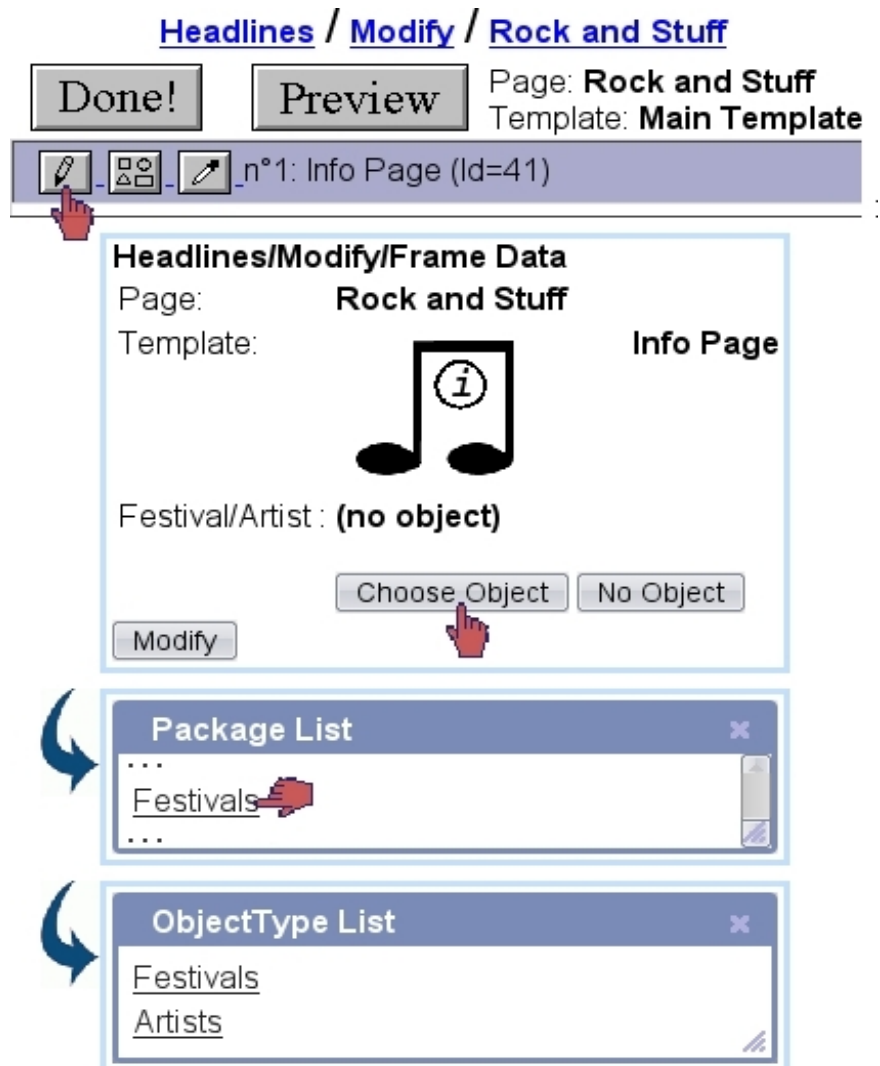 Headlines / Modify / Rock and Stuff
Done! Preview Page: Rock and Stuff
Template: Main Template
n°1: Info Page (Id=41)
Headlines/Modify/Frame Data
Page: Rock and Stuff
Template: Info Page
i
Festival/Artist : (no object)
Choose Object No Object
Modify
Package List
...
Festivals
...
ObjectType List
Festivals
Artists